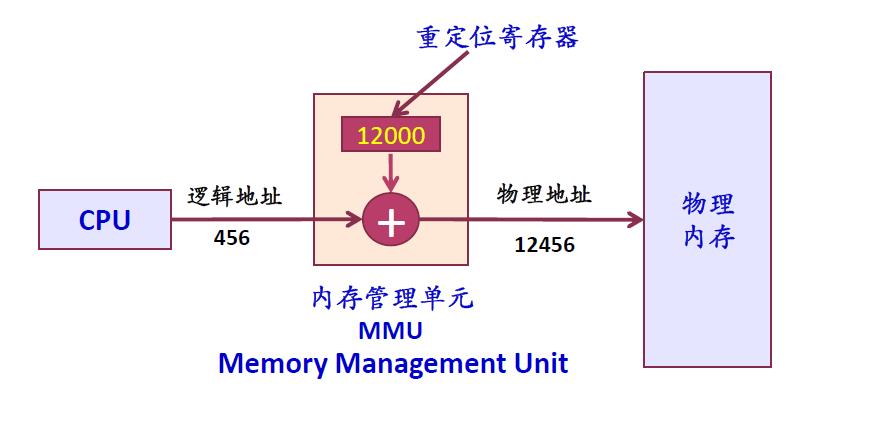 重定位寄存器
12000
逻辑地址
物理地址
CPU
+
物理
内存
456
12456
内存管理单元
MMU
Memory Management Unit